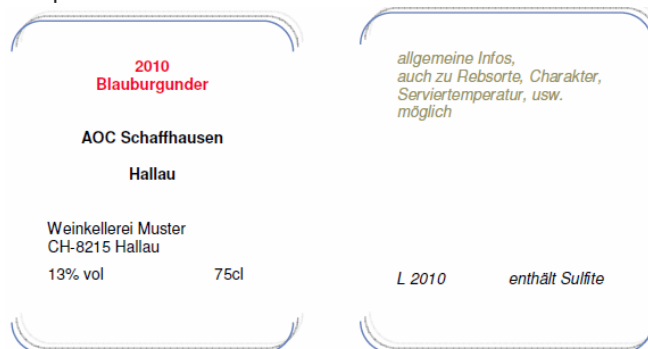 2010
Blauburgunder
AOC Schaffhausen
Hallau
Weinkellerei Muster
CH-8215 Hallau
13% vol 75cl
allgemeine Infos,
auch zu Rebsorte, Charakter,
Serviertemperatur, usw.
möglich
L 2010 enthält Sulfite